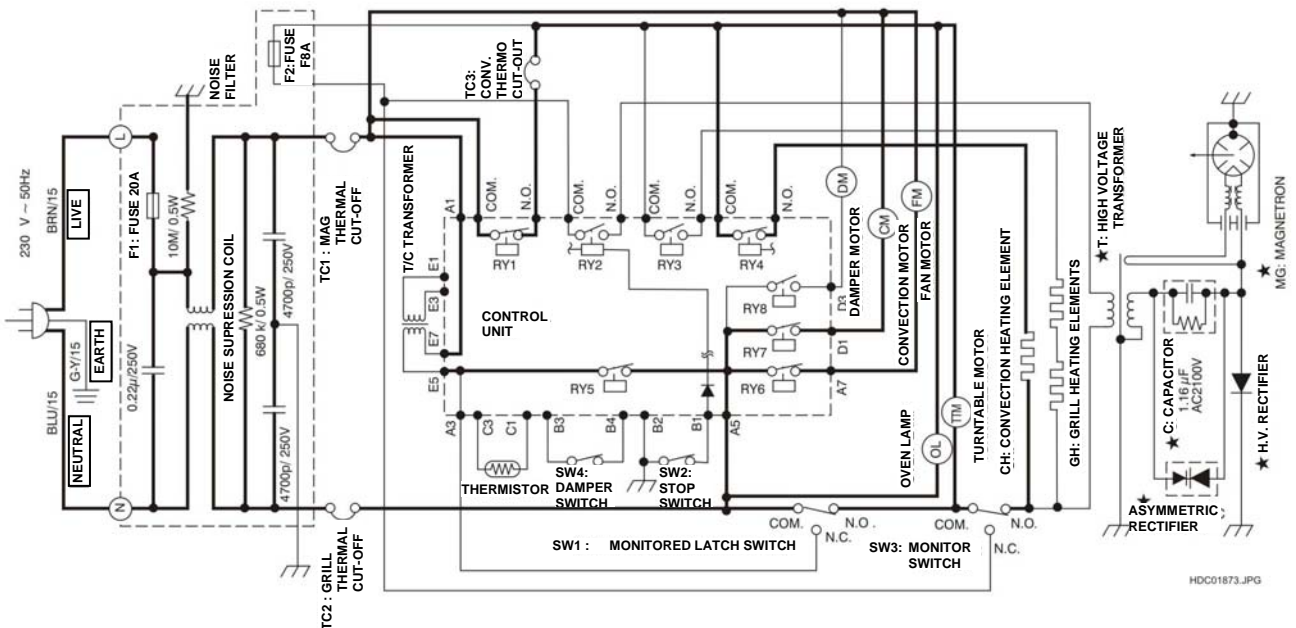 230 V ~ 50Hz
BRN/15
LIVE
L
G-Y/15
EARTH
BLU/15
NEUTRAL
N
F1: FUSE 20A
10M/ 0.5W
0.22µ/250V
NOISE
FILTER
NOISE SUPRESSION COIL
680 k/ 0.5W
4700p/ 250V
4700p/ 250V
F2:FUSE
F8A
TC1 : MAG
THERMAL
CUT-OFF
TC2 : GRILL
THERMAL
CUT-OFF
TC3: CONV.
THERMO
CUT-OUT
T/C TRANSFORMER
A1
COM.
N.O.
COM.
N.O.
COM.
N.O.
COM.
N.O.
RY1
RY2
RY3
RY4
E1
E3
E7
E5
CONTROL
UNIT
RY8
RY7
RY5
RY6
D3
D1
A7
A3
C3
C1
B3
B4
B2
B1
A5
THERMISTOR
SW4:
DAMPER
SWITCH
SW2:
STOP
SWITCH
DM
DAMPER MOTOR
CM
CONVECTION MOTOR
FM
FAN MOTOR
OL
OVEN LAMP
TTM
TURNTABLE MOTOR
CH: CONVECTION HEATING ELEMENT
GH: GRILL HEATING ELEMENTS
COM.
N.O.
N.C.
SW1 : MONITORED LATCH SWITCH
COM.
N.O.
N.C.
SW3: MONITOR
SWITCH
★ T: HIGH VOLTAGE
TRANSFORMER
★ C: CAPACITOR
1.16 µF
AC2100V
★ H.V. RECTIFIER
★
ASYMMETRIC
RECTIFIER
★
MG: MAGNETRON
HDC01873.JPG